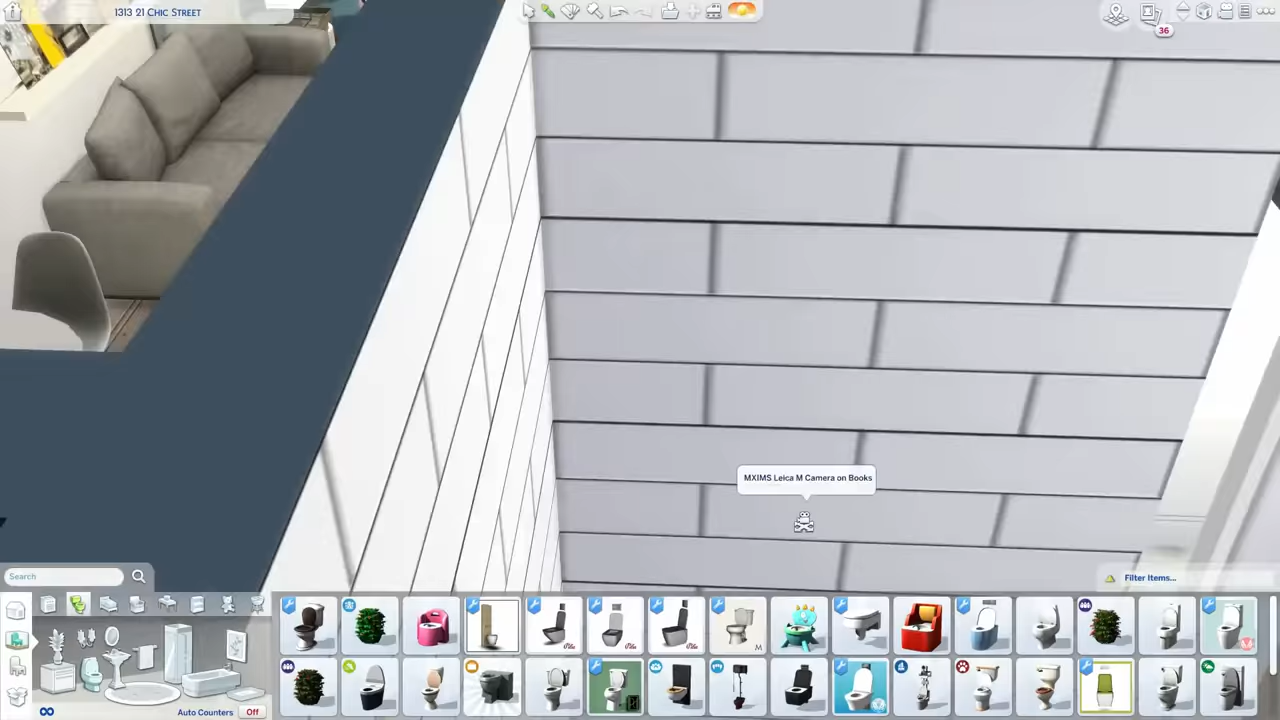 1313 21 CHIC STREET
36
MXIMS Leica M Camera on Books
Search
Filter Items...
M
Auto Counters
Off